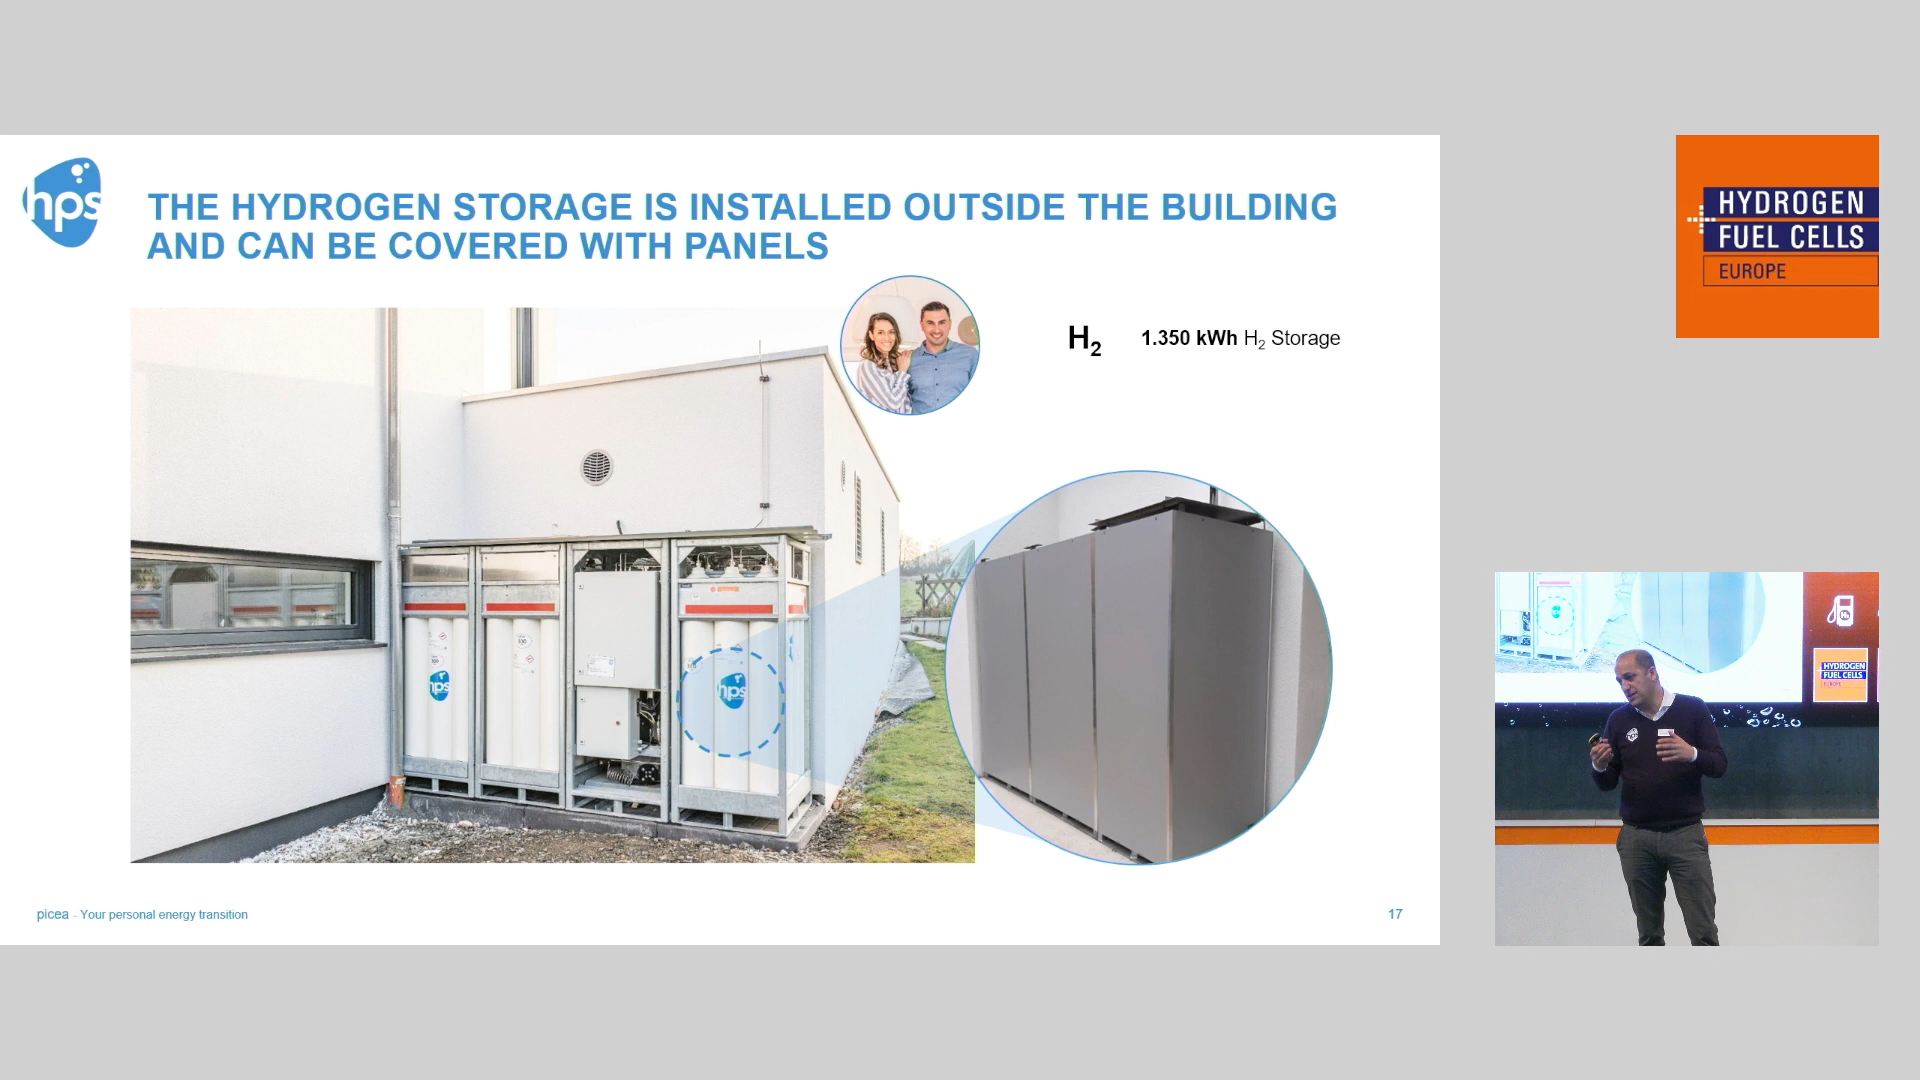 hps
THE HYDROGEN STORAGE IS INSTALLED OUTSIDE THE BUILDING
AND CAN BE COVERED WITH PANELS
H2
1.350 kWh H2 Storage
hps
hps
picea - Your personal energy transition
17
HYDROGEN
FUEL CELLS
EUROPE
HYDROGEN
FUEL CELLS
EUROPE